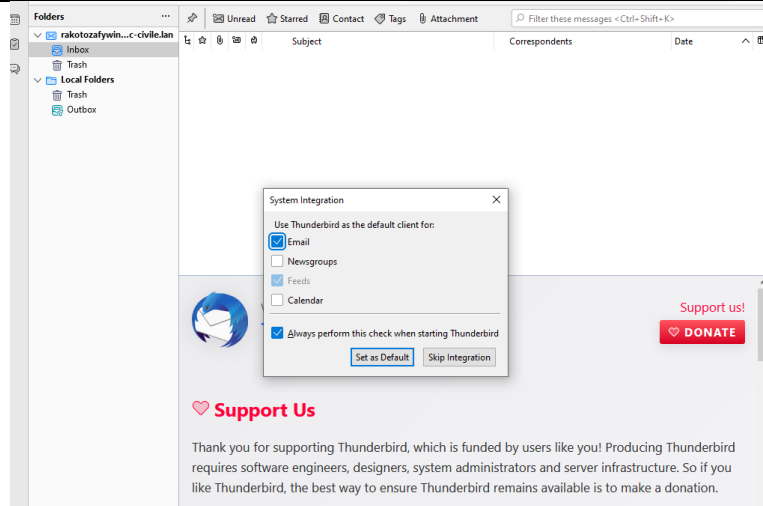 Folders
...
Unread
Starred
Contact
Tags
Attachment
Filter these messages <Ctrl+Shift+K>
rakotozafywin...c-civile.lan
Inbox
Trash
Local Folders
Trash
Outbox
Subject
Correspondents
Date
System Integration
Use Thunderbird as the default client for:
Email
Newsgroups
Feeds
Calendar
Always perform this check when starting Thunderbird
Set as Default
Skip Integration
Support us!
DONATE
Support Us
Thank you for supporting Thunderbird, which is funded by users like you! Producing Thunderbird
requires software engineers, designers, system administrators and server infrastructure. So if you
like Thunderbird, the best way to ensure Thunderbird remains available is to make a donation.